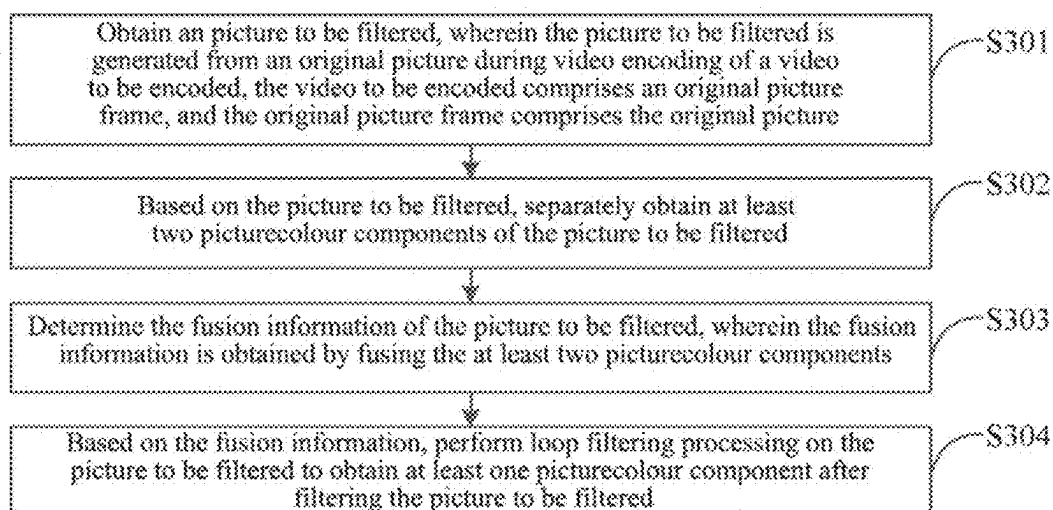 Obtain an picture to be filtered, wherein the picture to be filtered is
generated from an original picture during video encoding of a video
to be encoded, the video to be encoded comprises an original picture
frame, and the original picture frame comprises the original picture
S301
Based on the picture to be filtered, separately obtain at least
two picturecolour components of the picture to be filtered
S302
Determine the fusion information of the picture to be filtered, wherein the fusion
information is obtained by fusing the at least two picturecolour components
S303
Based on the fusion information, perform loop filtering processing on the
picture to be filtered to obtain at least one picturecolour component after
filtering the picture to be filtered
S304